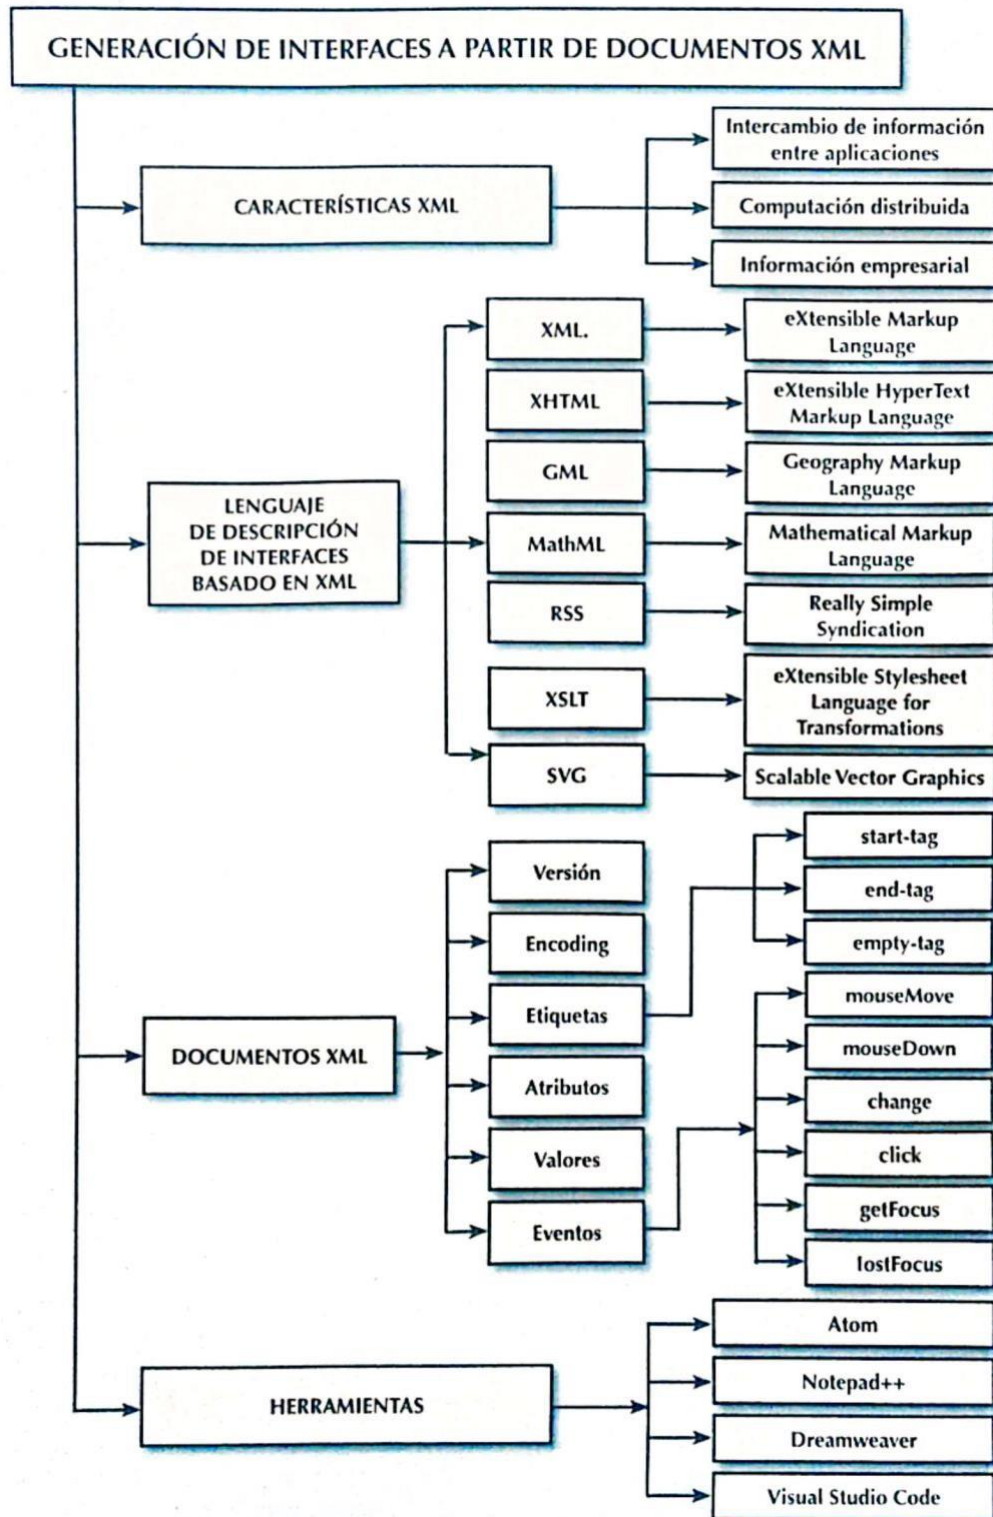 GENERACIÓN DE INTERFACES A PARTIR DE DOCUMENTOS XML
CARACTERÍSTICAS XML
Intercambio de información
entre aplicaciones
Computación distribuida
Información empresarial
LENGUAJE
DE DESCRIPCIÓN
DE INTERFACES
BASADO EN XML
XML.
eXtensible Markup
Language
XHTML
eXtensible HyperText
Markup Language
GML
Geography Markup
Language
MathML
Mathematical Markup
Language
RSS
Really Simple
Syndication
XSLT
eXtensible Stylesheet
Language for
Transformations
SVG
Scalable Vector Graphics
DOCUMENTOS XML
Versión
Encoding
Etiquetas
start-tag
end-tag
empty-tag
Atributos
Valores
Eventos
mouseMove
mouseDown
change
click
getFocus
lostFocus
HERRAMIENTAS
Atom
Notepad++
Dreamweaver
Visual Studio Code